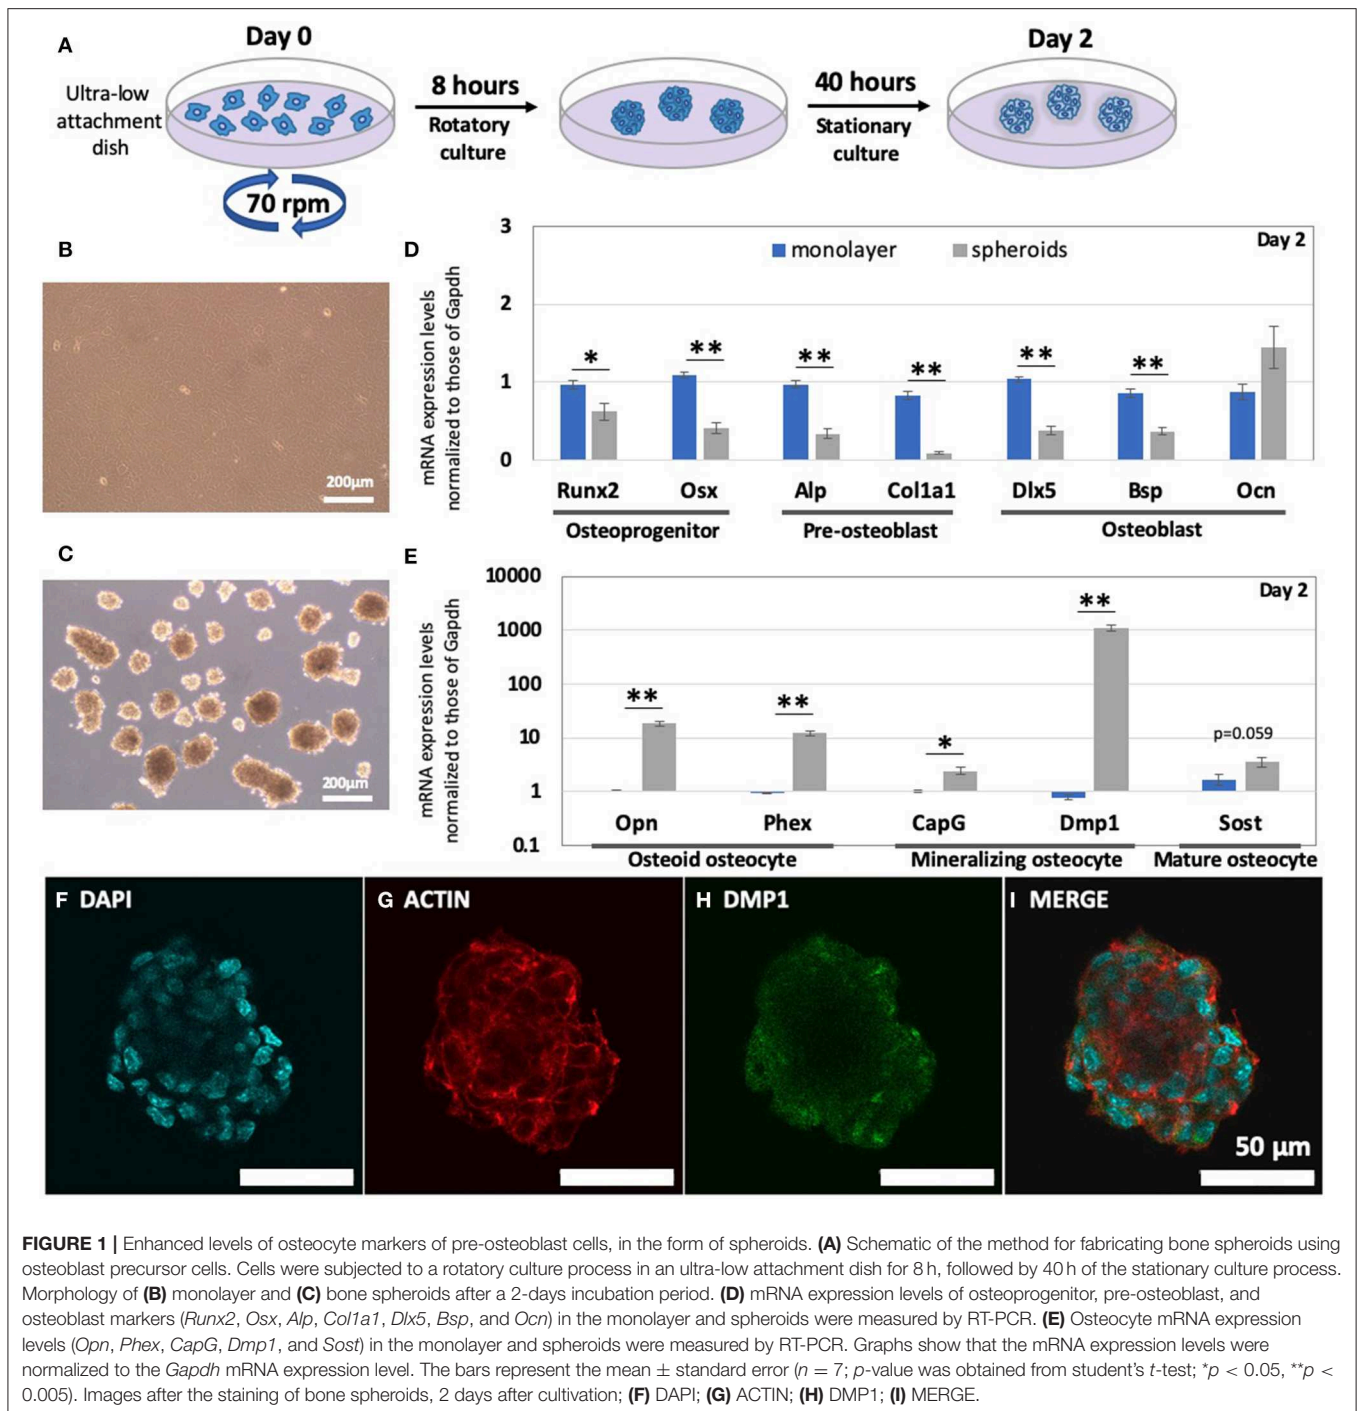 A
Day 0
Day 2
Ultra-low
attachment
dish
8 hours
Rotatory
culture
40 hours
Stationary
culture
70 rpm
B
200μm
C
200μm
D
mRNA expression levels
normalized to those of Gapdh
3
2
1
0
monolayer
spheroids
Day 2
*
**
**
**
**
**
Runx2
Osx
Alp
Col1a1
Dlx5
Bsp
Ocn
Osteoprogenitor
Pre-osteoblast
Osteoblast
E
mRNA expression levels
normalized to those of Gapdh
10000
1000
100
10
1
0.1
Day 2
**
**
*
**
p=0.059
Opn
Phex
CapG
Dmp1
Sost
Osteoid osteocyte
Mineralizing osteocyte
Mature osteocyte
F DAPI
G ACTIN
H DMP1
I MERGE
50 μm
FIGURE 1 | Enhanced levels of osteocyte markers of pre-osteoblast cells, in the form of spheroids. (A) Schematic of the method for fabricating bone spheroids using
osteoblast precursor cells. Cells were subjected to a rotatory culture process in an ultra-low attachment dish for 8 h, followed by 40 h of the stationary culture process.
Morphology of (B) monolayer and (C) bone spheroids after a 2-days incubation period. (D) mRNA expression levels of osteoprogenitor, pre-osteoblast, and
osteoblast markers (Runx2, Osx, Alp, Col1a1, Dlx5, Bsp, and Ocn) in the monolayer and spheroids were measured by RT-PCR. (E) Osteocyte mRNA expression
levels (Opn, Phex, CapG, Dmp1, and Sost) in the monolayer and spheroids were measured by RT-PCR. Graphs show that the mRNA expression levels were
normalized to the Gapdh mRNA expression level. The bars represent the mean ± standard error (n = 7; p-value was obtained from student's t-test; *p < 0.05, **p <
0.005). Images after the staining of bone spheroids, 2 days after cultivation; (F) DAPI; (G) ACTIN; (H) DMP1; (I) MERGE.